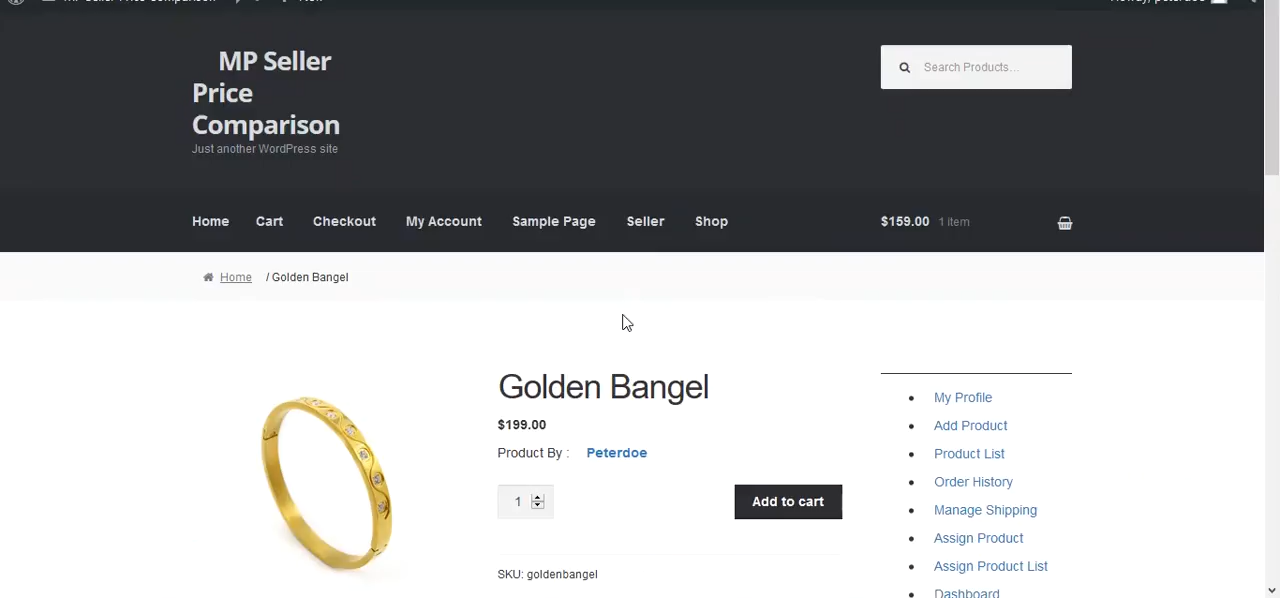 MP Seller
Price
Comparison
Just another WordPress site
Search Products...
Home Cart Checkout My Account Sample Page Seller Shop
$159.00 1 item
Home / Golden Bangel
Golden Bangel
$199.00
Product By : Peterdoe
1
Add to cart
SKU: goldenbangel
My Profile
Add Product
Product List
Order History
Manage Shipping
Assign Product
Assign Product List
Dashboard